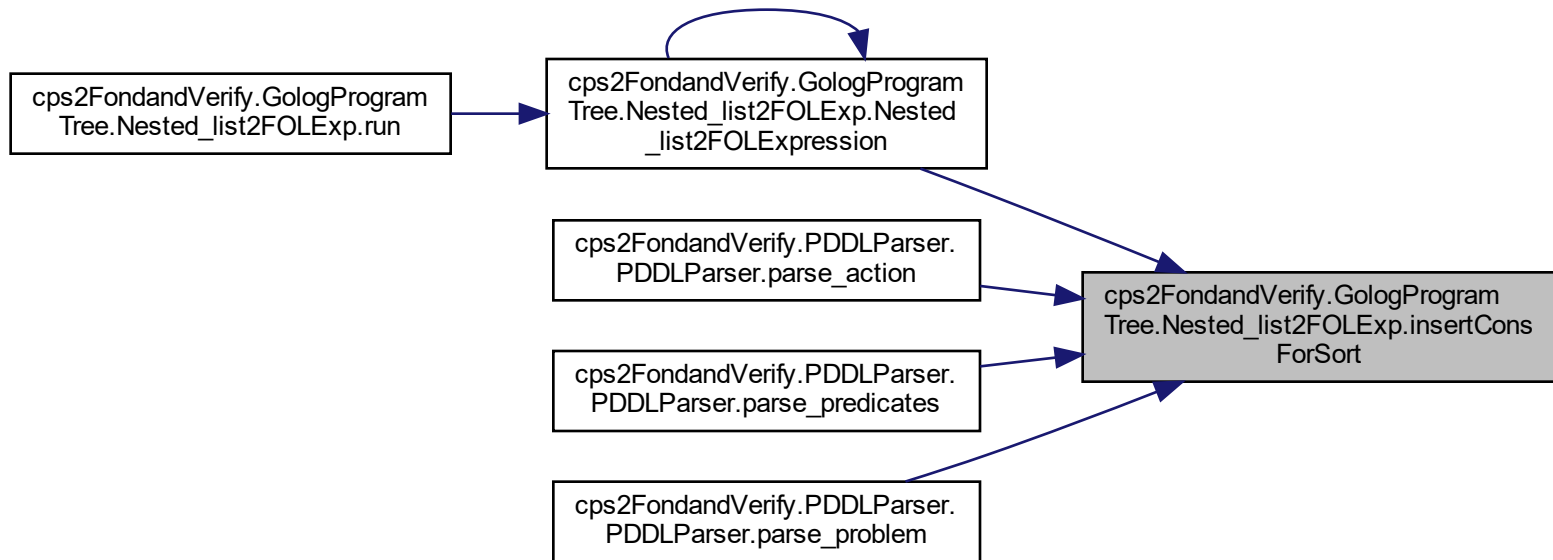 cps2FondandVerify.GologProgram
Tree.Nested_list2FOLExp.run
cps2FondandVerify.GologProgram
Tree.Nested_list2FOLExp.Nested
_list2FOLExpression
cps2FondandVerify.PDDLParser.
PDDLParser.parse_action
cps2FondandVerify.PDDLParser.
PDDLParser.parse_predicates
cps2FondandVerify.PDDLParser.
PDDLParser.parse_problem
cps2FondandVerify.GologProgram
Tree.Nested_list2FOLExp.insertCons
ForSort